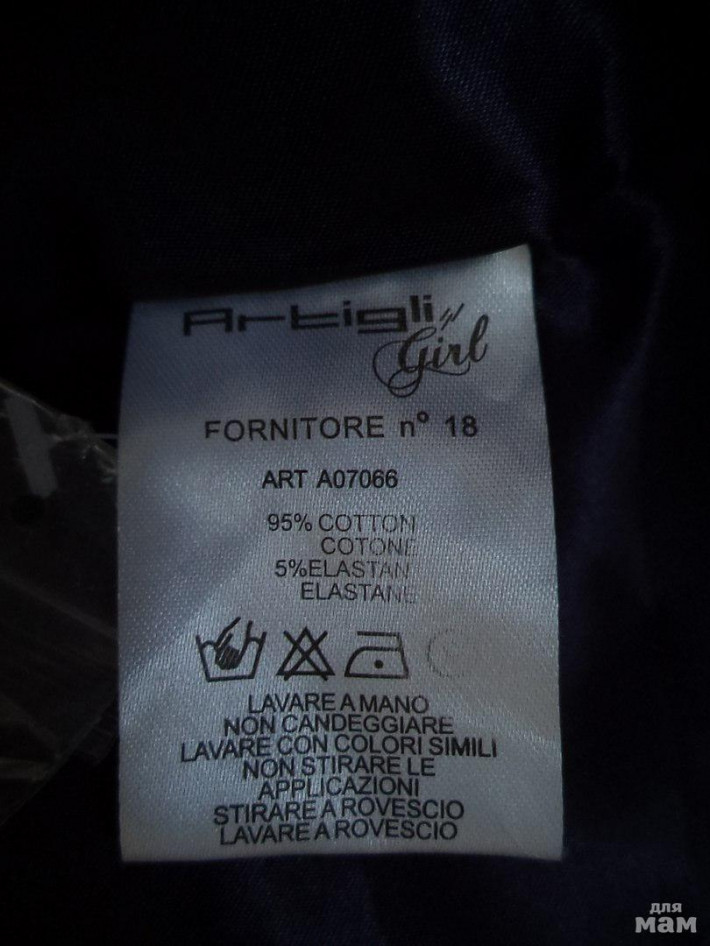 Artigli
Girl
FORNITORE n° 18
ART A07066
95% COTTON
COTONE
5%ELASTAN
ELASTANE
LAVARE A MANO
NON CANDEGGIARE
LAVARE CON COLORI SIMILI
NON STIRARE LE
APPLICAZIONI
STIRARE A ROVESCIO
LAVARE A ROVESCIO
для
мам